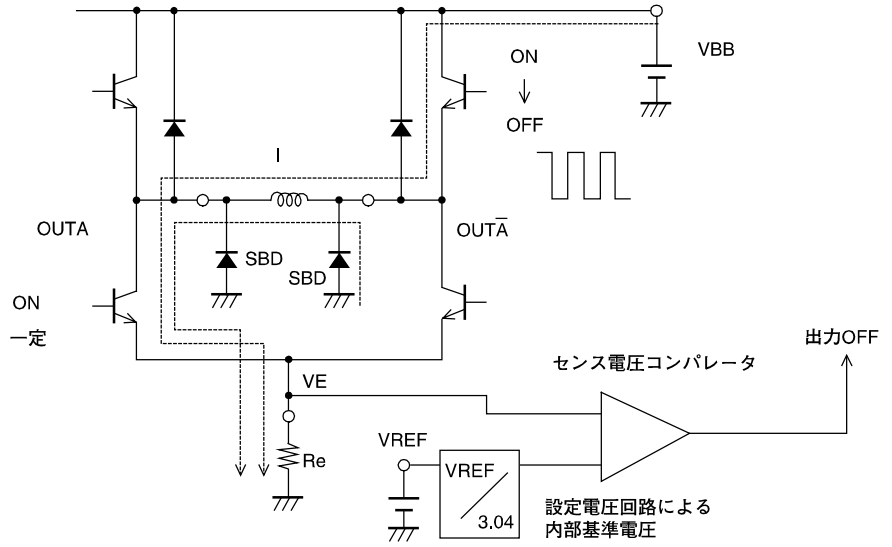 ON
VBB
OFF
I
OUTA
OUTA̅
SBD
SBD
ON
一定
VE
センス電圧コンパレータ
出力OFF
VREF
Re
VREF
3.04
設定電圧回路による
内部基準電圧